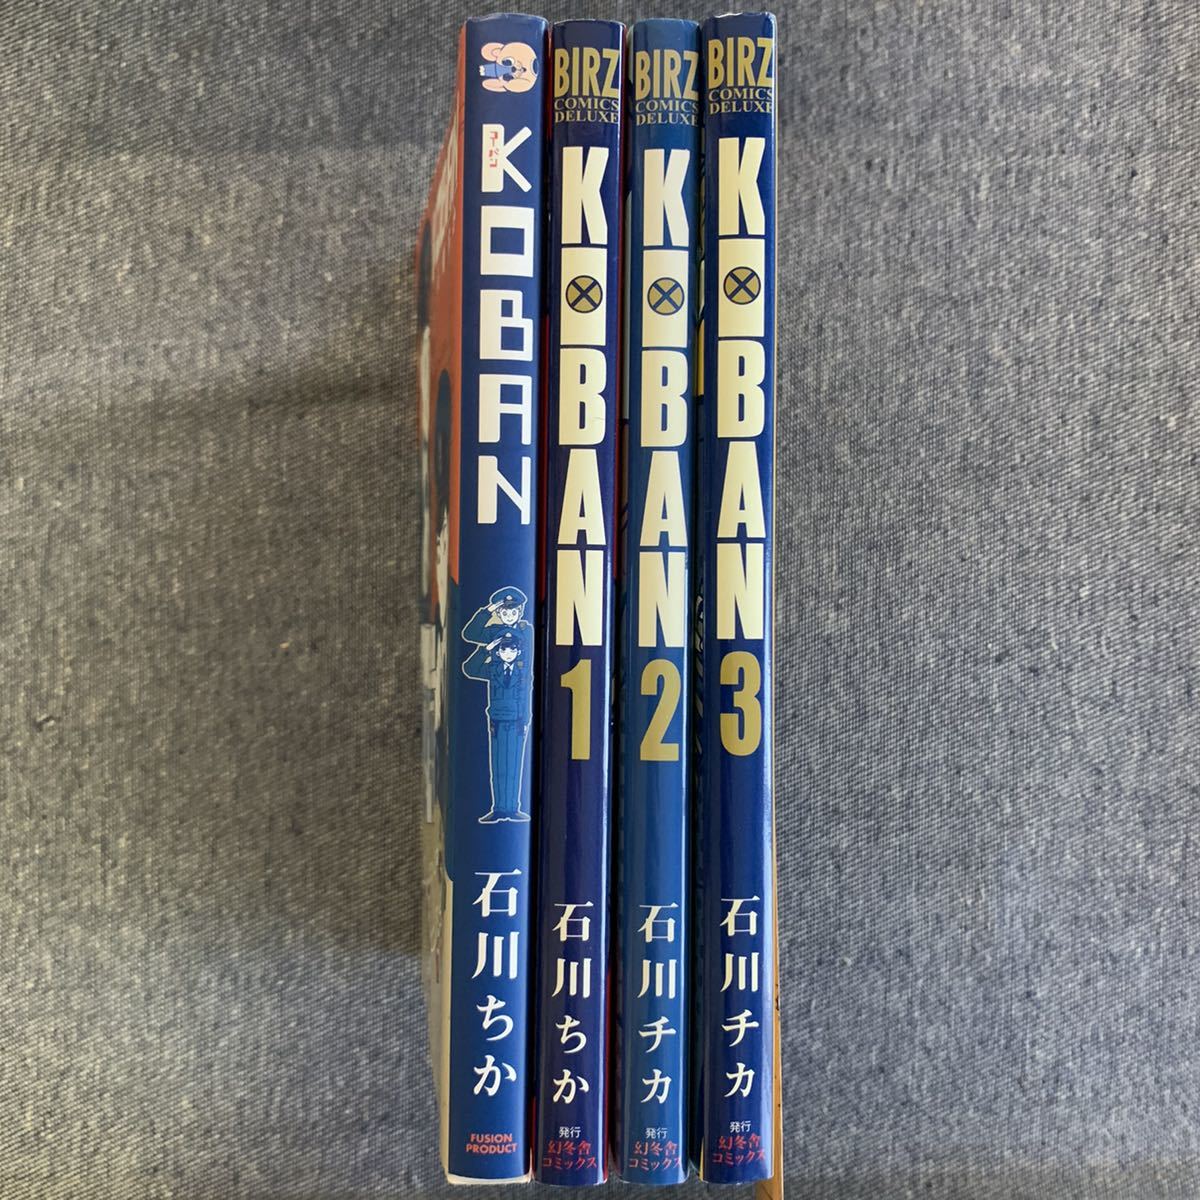 KOBAN
コーバン
石川ちか
FUSION
PRODUCT
BIRZ
COMICS
DELUXE
KOBAN
1
石川ちか
発行
幻冬舎
コミックス
BIRZ
COMICS
DELUXE
KOBAN
2
石川チカ
発行
幻冬舎
コミックス
BIRZ
COMICS
DELUXE
KOBAN
3
石川チカ
発行
幻冬舎
コミックス